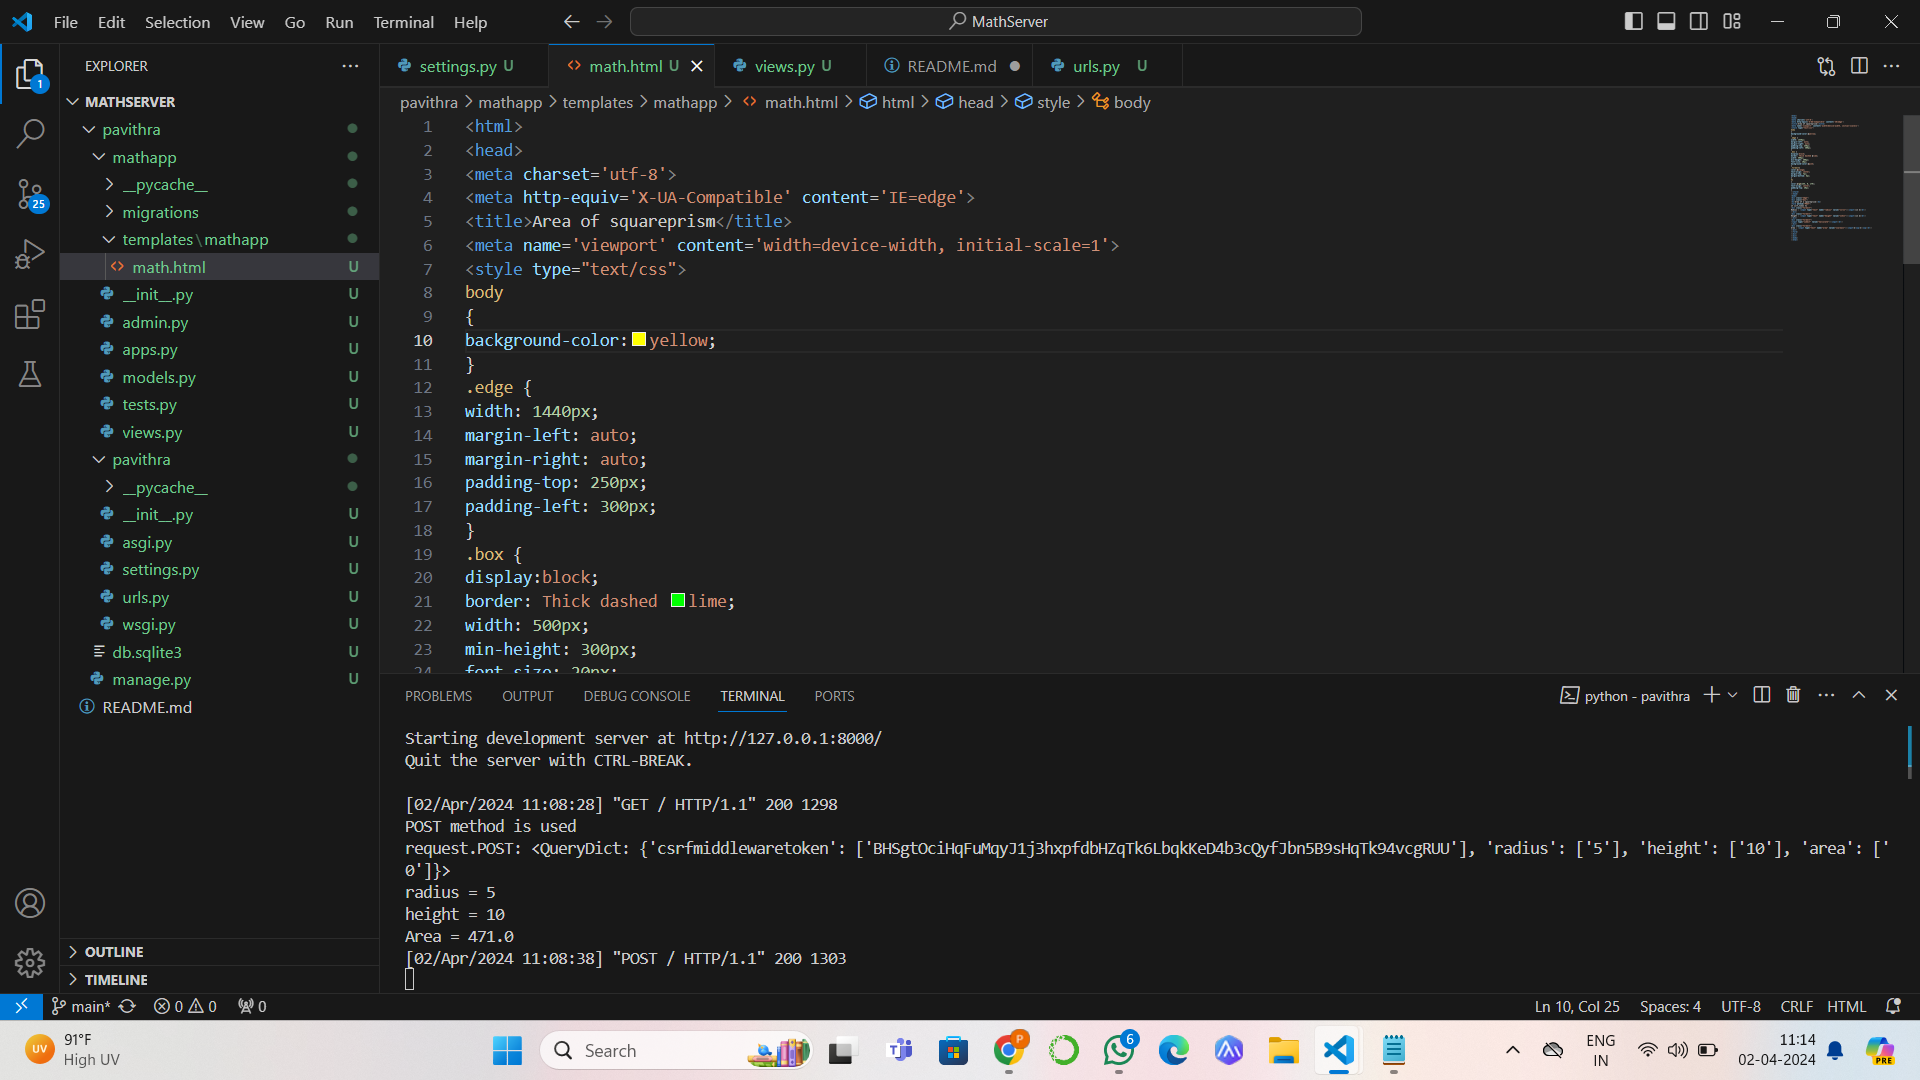 File Edit Selection View Go Run Terminal Help
MathServer
EXPLORER
settings.py U
math.html U
views.py U
README.md
urls.py U
MATHSERVER
pavithra > mathapp > templates > mathapp > math.html > html > head > style > body
pavithra
mathapp
__pycache__
migrations
templates\mathapp
math.html U
__init__.py U
admin.py U
apps.py U
models.py U
tests.py U
views.py U
pavithra
__pycache__
__init__.py U
asgi.py U
settings.py U
urls.py U
wsgi.py U
db.sqlite3 U
manage.py U
README.md
OUTLINE
TIMELINE
1
25
1 <html>
2 <head>
3 <meta charset='utf-8'>
4 <meta http-equiv='X-UA-Compatible' content='IE=edge'>
5 <title>Area of squareprism</title>
6 <meta name='viewport' content='width=device-width, initial-scale=1'>
7 <style type="text/css">
8 body
9 {
10 background-color:yellow;
11 }
12 .edge {
13 width: 1440px;
14 margin-left: auto;
15 margin-right: auto;
16 padding-top: 250px;
17 padding-left: 300px;
18 }
19 .box {
20 display:block;
21 border: Thick dashed lime;
22 width: 500px;
23 min-height: 300px;
24 font-size: 20px;
PROBLEMS OUTPUT DEBUG CONSOLE TERMINAL PORTS
python - pavithra
Starting development server at http://127.0.0.1:8000/
Quit the server with CTRL-BREAK.
[02/Apr/2024 11:08:28] "GET / HTTP/1.1" 200 1298
POST method is used
request.POST: <QueryDict: {'csrfmiddlewaretoken': ['BHSgtOciHqFuMqyJ1j3hxpfdbHZqTk6LbqkKeD4b3cQyfJbn5B9sHqTk94vcgRUU'], 'radius': ['5'], 'height': ['10'], 'area': ['
0']}>
radius = 5
height = 10
Area = 471.0
[02/Apr/2024 11:08:38] "POST / HTTP/1.1" 200 1303
main* 0 0 0
Ln 10, Col 25 Spaces: 4 UTF-8 CRLF HTML
UV
91°F
High UV
Search
P
6
ENG
IN
11:14
02-04-2024
PRE